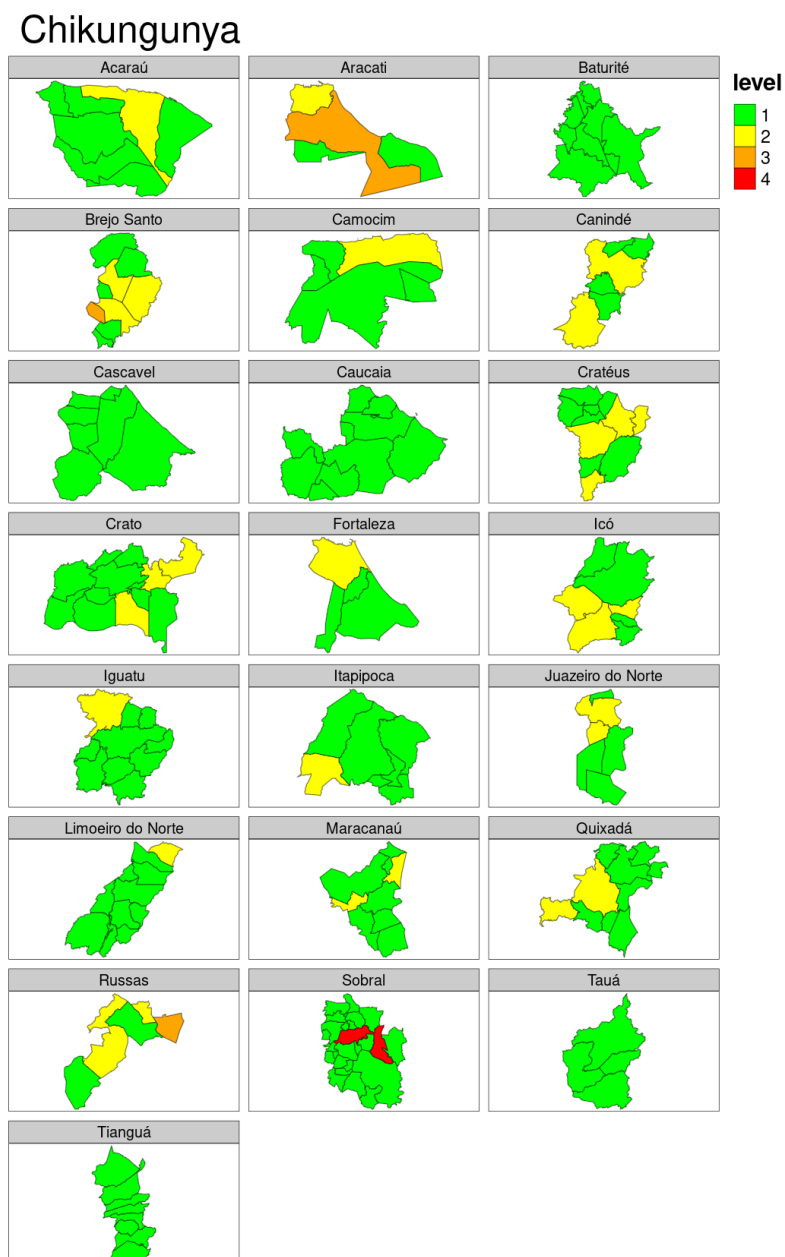 Chikungunya
Acaraú Aracati Baturité
level
1
2
3
4
Brejo Santo Camocim Canindé
Cascavel Caucaia Cratéus
Crato Fortaleza Icó
Iguatu Itapipoca Juazeiro do Norte
Limoeiro do Norte Maracanaú Quixadá
Russas Sobral Tauá
Tianguá